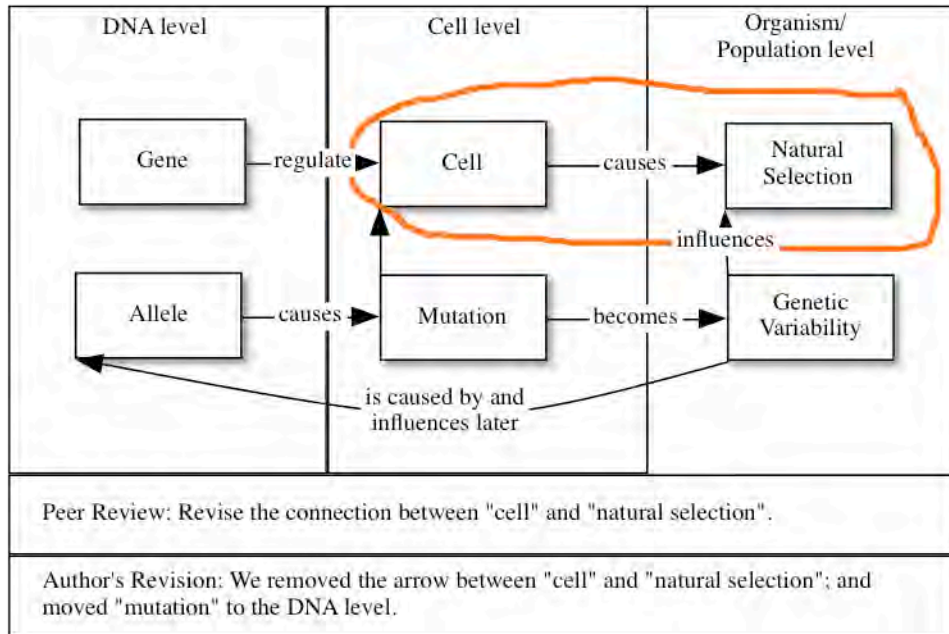 DNA level
Cell level
Organism/
Population level
Gene
regulate
Cell
causes
Natural
Selection
influences
Allele
causes
Mutation
becomes
Genetic
Variability
is caused by and
influences later
Peer Review: Revise the connection between "cell" and "natural selection".
Author's Revision: We removed the arrow between "cell" and "natural selection"; and
moved "mutation" to the DNA level.